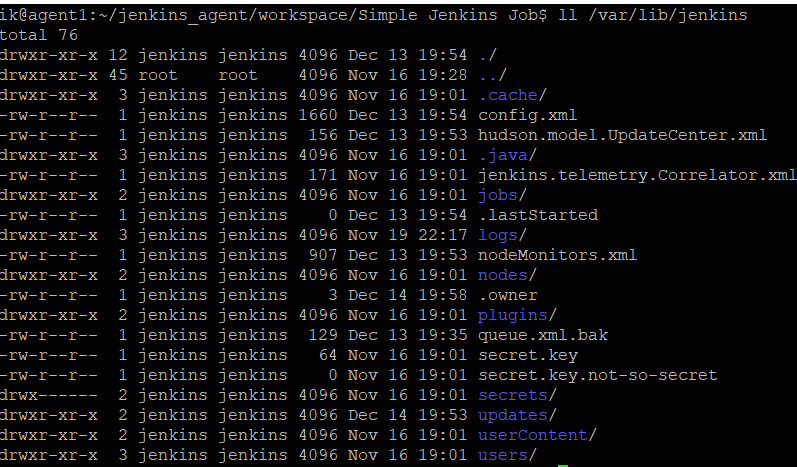 ik@agent1:~/jenkins_agent/workspace/Simple Jenkins Job$ ll /var/lib/jenkins
total 76
drwxr-xr-x 12 jenkins jenkins 4096 Dec 13 19:54 ./
drwxr-xr-x 45 root    root    4096 Nov 16 19:28 ../
drwxr-xr-x  3 jenkins jenkins 4096 Nov 16 19:01 .cache/
-rw-r--r--  1 jenkins jenkins 1660 Dec 13 19:54 config.xml
-rw-r--r--  1 jenkins jenkins  156 Dec 13 19:53 hudson.model.UpdateCenter.xml
drwxr-xr-x  3 jenkins jenkins 4096 Nov 16 19:01 .java/
-rw-r--r--  1 jenkins jenkins  171 Nov 16 19:01 jenkins.telemetry.Correlator.xml
drwxr-xr-x  2 jenkins jenkins 4096 Nov 16 19:01 jobs/
-rw-r--r--  1 jenkins jenkins    0 Dec 13 19:54 .lastStarted
drwxr-xr-x  3 jenkins jenkins 4096 Nov 19 22:17 logs/
-rw-r--r--  1 jenkins jenkins  907 Dec 13 19:53 nodeMonitors.xml
drwxr-xr-x  2 jenkins jenkins 4096 Nov 16 19:01 nodes/
-rw-r--r--  1 jenkins jenkins    3 Dec 14 19:58 .owner
drwxr-xr-x  2 jenkins jenkins 4096 Nov 16 19:01 plugins/
-rw-r--r--  1 jenkins jenkins  129 Dec 13 19:35 queue.xml.bak
-rw-r--r--  1 jenkins jenkins   64 Nov 16 19:01 secret.key
-rw-r--r--  1 jenkins jenkins    0 Nov 16 19:01 secret.key.not-so-secret
drwx------  2 jenkins jenkins 4096 Nov 16 19:01 secrets/
drwxr-xr-x  2 jenkins jenkins 4096 Dec 14 19:53 updates/
drwxr-xr-x  2 jenkins jenkins 4096 Nov 16 19:01 userContent/
drwxr-xr-x  3 jenkins jenkins 4096 Nov 16 19:01 users/